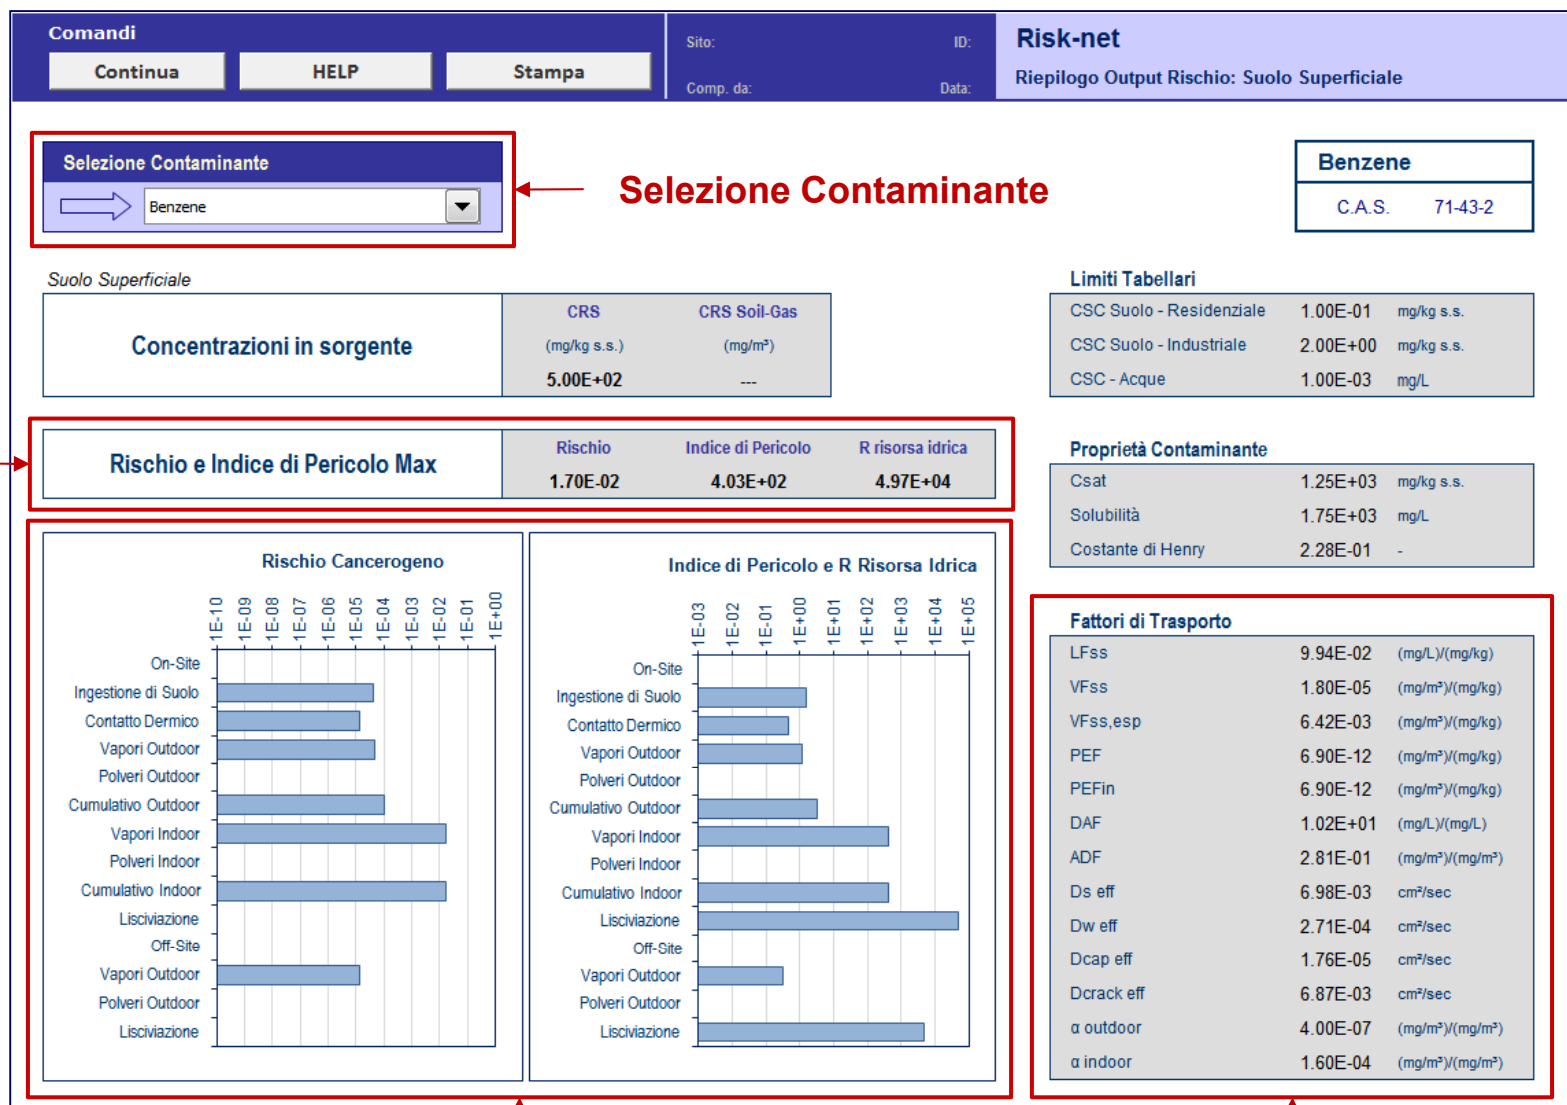 Comandi
Continua
HELP
Stampa
Sito:
ID:
Comp. da:
Data:
Risk-net
Riepilogo Output Rischio: Suolo Superficiale
Selezione Contaminante
Benzene
Selezione Contaminante
Benzene
C.A.S. 71-43-2
Suolo Superficiale
Concentrazioni in sorgente
CRS CRS Soil-Gas
(mg/kg s.s.) (mg/m³)
5.00E+02 ---
Limiti Tabellari
CSC Suolo - Residenziale 1.00E-01 mg/kg s.s.
CSC Suolo - Industriale 2.00E+00 mg/kg s.s.
CSC - Acque 1.00E-03 mg/L
Rischio e Indice di Pericolo Max
Rischio Indice di Pericolo R risorsa idrica
1.70E-02 4.03E+02 4.97E+04
Proprietà Contaminante
Csat 1.25E+03 mg/kg s.s.
Solubilità 1.75E+03 mg/L
Costante di Henry 2.28E-01 -
Rischio Cancerogeno
1E-10 1E-09 1E-08 1E-07 1E-06 1E-05 1E-04 1E-03 1E-02 1E-01 1E+00
On-Site
Ingestione di Suolo
Contatto Dermico
Vapori Outdoor
Polveri Outdoor
Cumulativo Outdoor
Vapori Indoor
Polveri Indoor
Cumulativo Indoor
Lisciviazione
Off-Site
Vapori Outdoor
Polveri Outdoor
Lisciviazione
Indice di Pericolo e R Risorsa Idrica
1E-03 1E-02 1E-01 1E+00 1E+01 1E+02 1E+03 1E+04 1E+05
On-Site
Ingestione di Suolo
Contatto Dermico
Vapori Outdoor
Polveri Outdoor
Cumulativo Outdoor
Vapori Indoor
Polveri Indoor
Cumulativo Indoor
Lisciviazione
Off-Site
Vapori Outdoor
Polveri Outdoor
Lisciviazione
Fattori di Trasporto
LFss 9.94E-02 (mg/L)/(mg/kg)
VFss 1.80E-05 (mg/m³)/(mg/kg)
VFss,esp 6.42E-03 (mg/m³)/(mg/kg)
PEF 6.90E-12 (mg/m³)/(mg/kg)
PEFin 6.90E-12 (mg/m³)/(mg/kg)
DAF 1.02E+01 (mg/L)/(mg/L)
ADF 2.81E-01 (mg/m³)/(mg/m³)
Ds eff 6.98E-03 cm²/sec
Dw eff 2.71E-04 cm²/sec
Dcap eff 1.76E-05 cm²/sec
Dcrack eff 6.87E-03 cm²/sec
α outdoor 4.00E-07 (mg/m³)/(mg/m³)
α indoor 1.60E-04 (mg/m³)/(mg/m³)